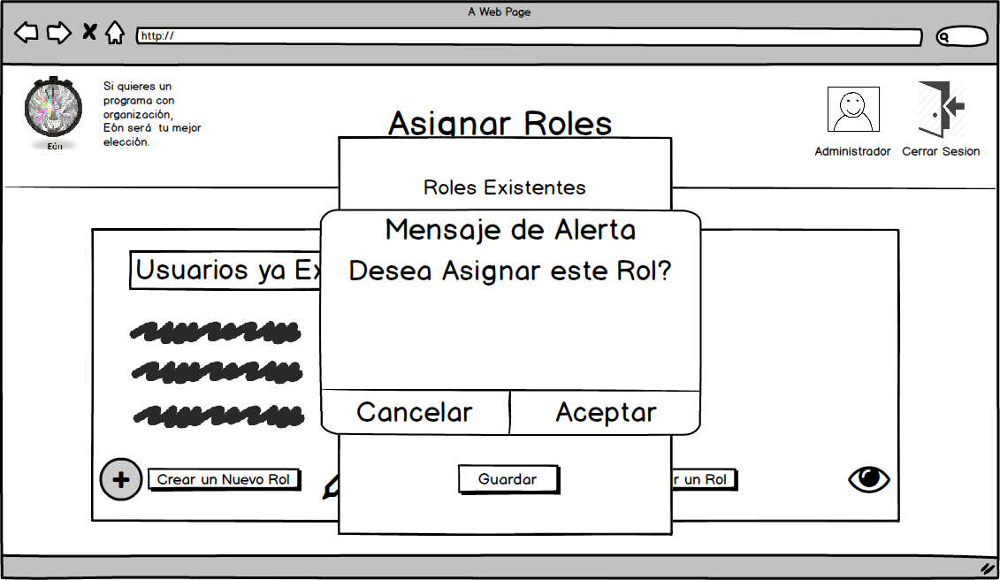 A Web Page
http://
Si quieres un
programa con
organización,
Eón será tu mejor
elección.
Eón
Asignar Roles
Administrador
Cerrar Sesion
Roles Existentes
Mensaje de Alerta
Desea Asignar este Rol?
Usuarios ya Ex
Cancelar
Aceptar
Crear un Nuevo Rol
Guardar
r un Rol